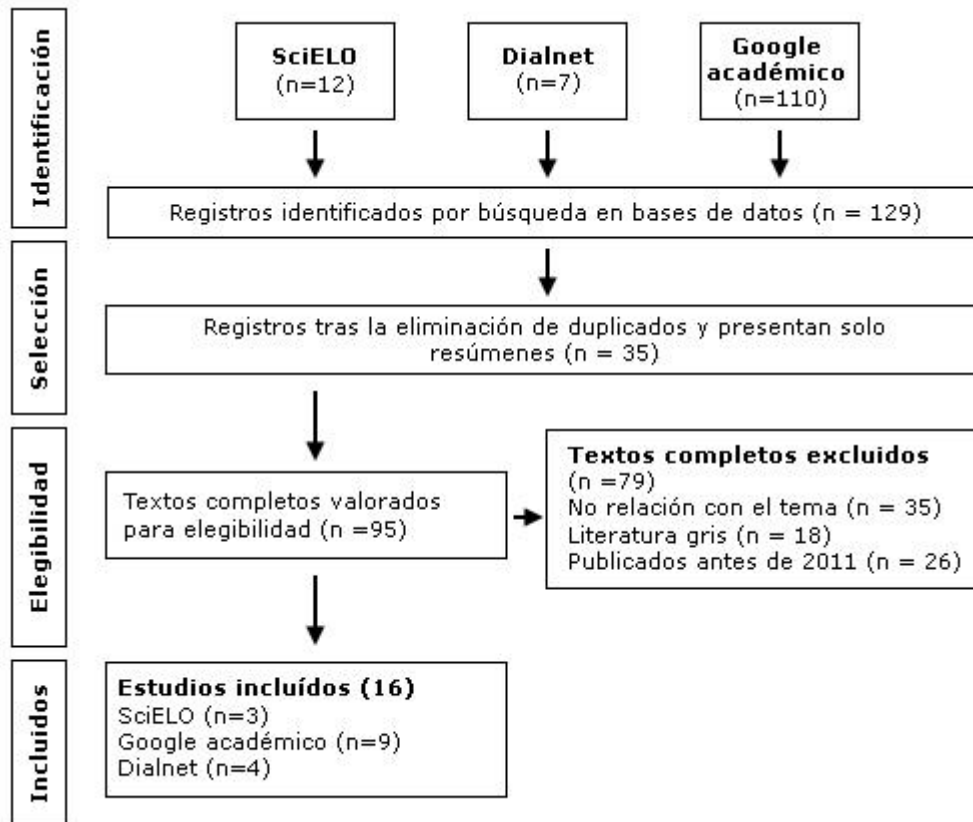 Identificación
SciELO
(n=12)
Dialnet
(n=7)
Google
académico
(n=110)
Registros identificados por búsqueda en bases de datos (n = 129)
Selección
Registros tras la eliminación de duplicados y presentan solo
resúmenes (n = 35)
Elegibilidad
Textos completos valorados
para elegibilidad (n =95)
Textos completos excluidos
(n =79)
No relación con el tema (n = 35)
Literatura gris (n = 18)
Publicados antes de 2011 (n = 26)
Incluidos
Estudios incluídos (16)
SciELO (n=3)
Google académico (n=9)
Dialnet (n=4)